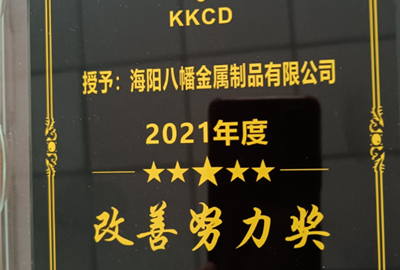 KKCD
授予：海阳八幡金属制品有限公司
2021年度
改善努力奖